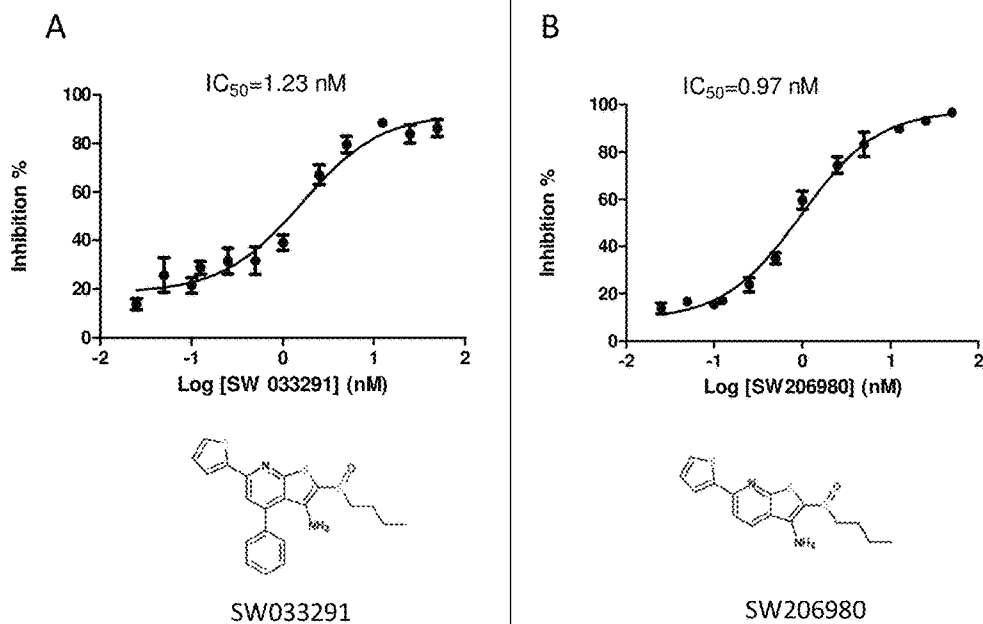 A
IC50=1.23 nM
100
80
60
40
20
0
-2 -1 0 1 2
Inhibition %
Log [SW 033291] (nM)
N
O
NH2
SW033291
B
IC50=0.97 nM
100
80
60
40
20
0
-2 -1 0 1 2
Inhibition %
Log [SW206980] (nM)
N
O
NH2
SW206980